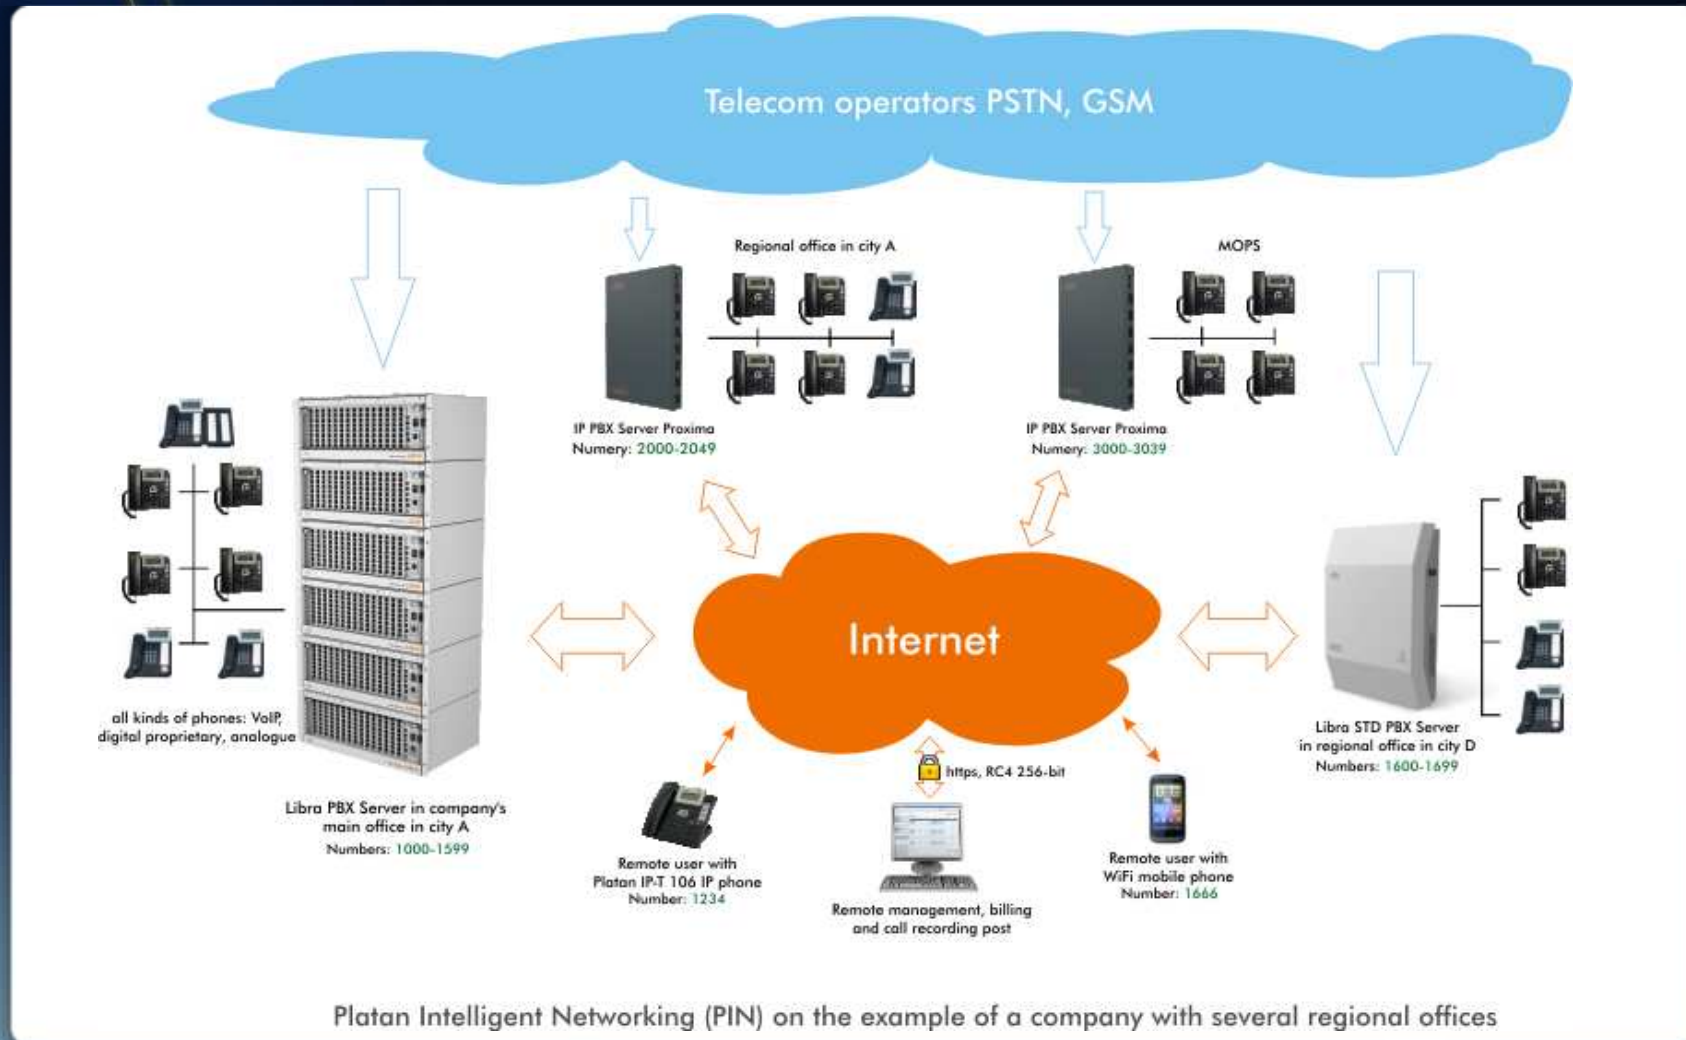 Telecom operators PSTN, GSM
Regional office in city A
MOPS
IP PBX Server Proxima
Numery: 2000-2049
IP PBX Server Proxima
Numery: 3000-3039
Internet
all kinds of phones: VoIP,
digital proprietary, analogue
Libra PBX Server in company's
main office in city A
Numbers: 1000-1599
Libra STD PBX Server
in regional office in city D
Numbers: 1600-1699
https, RC4 256-bit
Remote user with
Platan IP-T 106 IP phone
Number: 1234
Remote management, billing
and call recording post
Remote user with
WiFi mobile phone
Number: 1666
Platan Intelligent Networking (PIN) on the example of a company with several regional offices